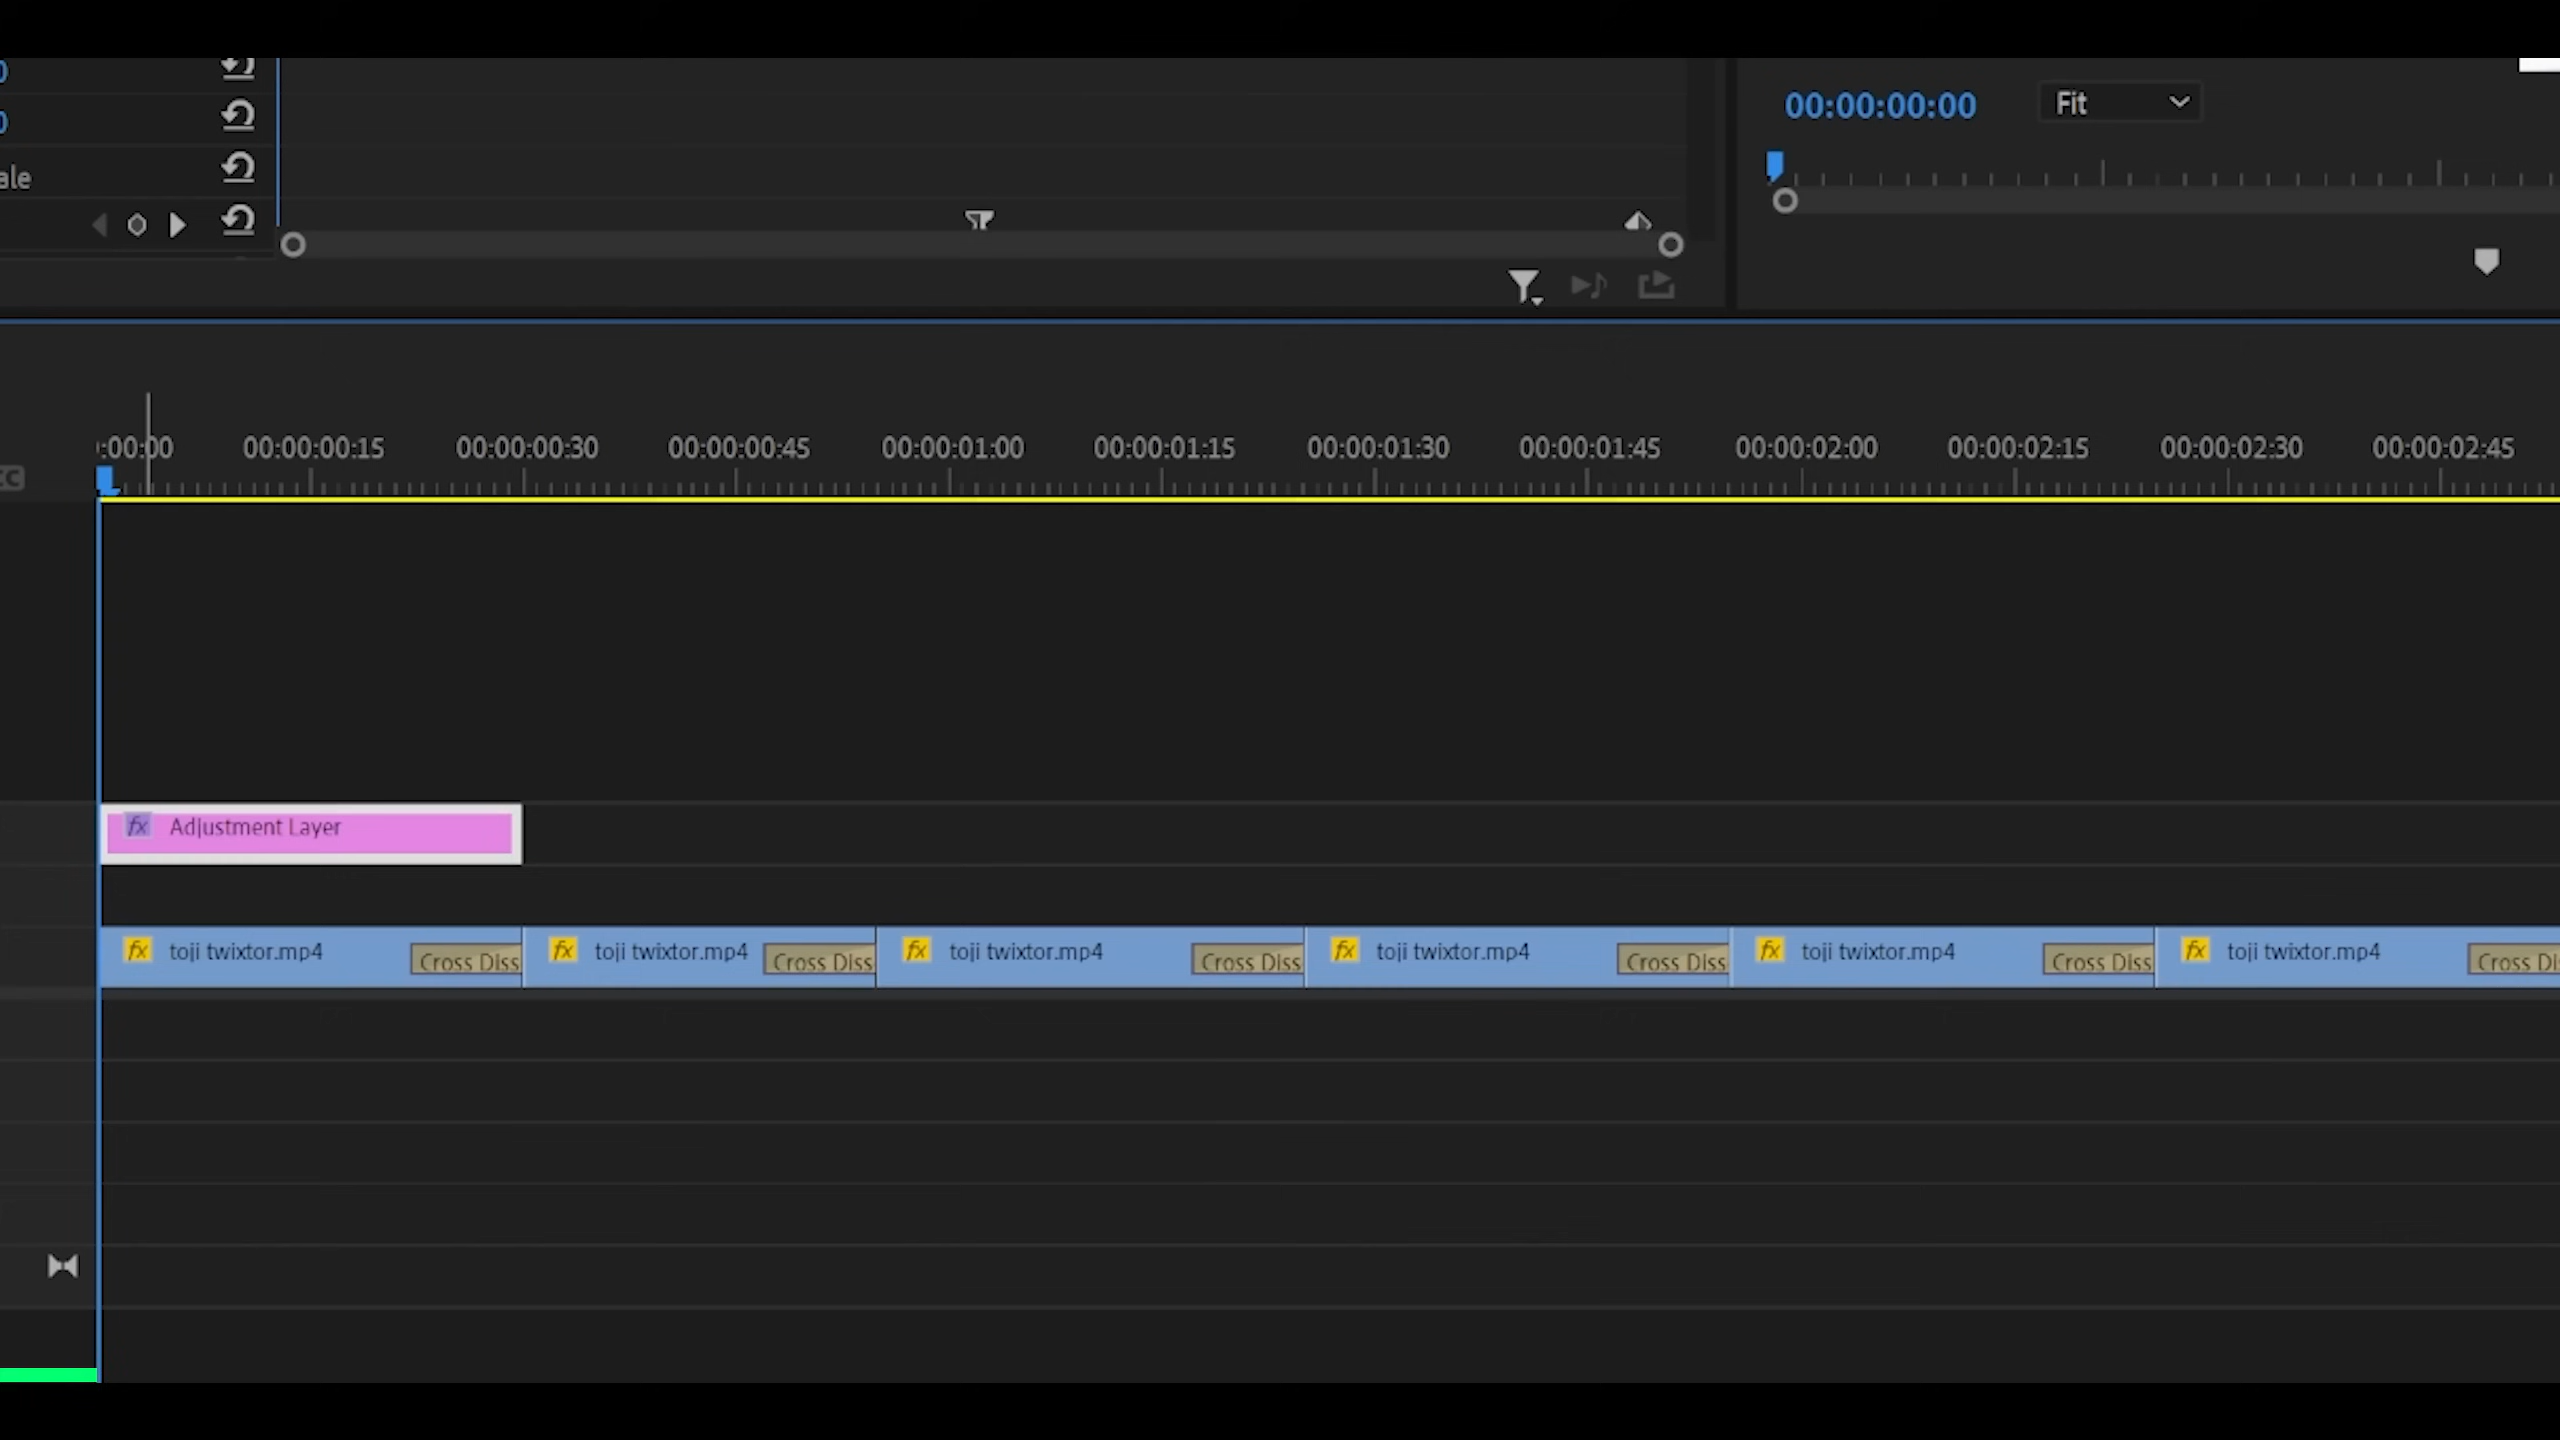 0
00:00:00:00 Fit
0
ale
:00:00 00:00:00:15 00:00:00:30 00:00:00:45 00:00:01:00 00:00:01:15 00:00:01:30 00:00:01:45 00:00:02:00 00:00:02:15 00:00:02:30 00:00:02:45
CC
fx Adjustment Layer
fx toji twixtor.mp4 Cross Diss fx toji twixtor.mp4 Cross Diss fx toji twixtor.mp4 Cross Diss fx toji twixtor.mp4 Cross Diss fx toji twixtor.mp4 Cross Diss fx toji twixtor.mp4 Cross Di